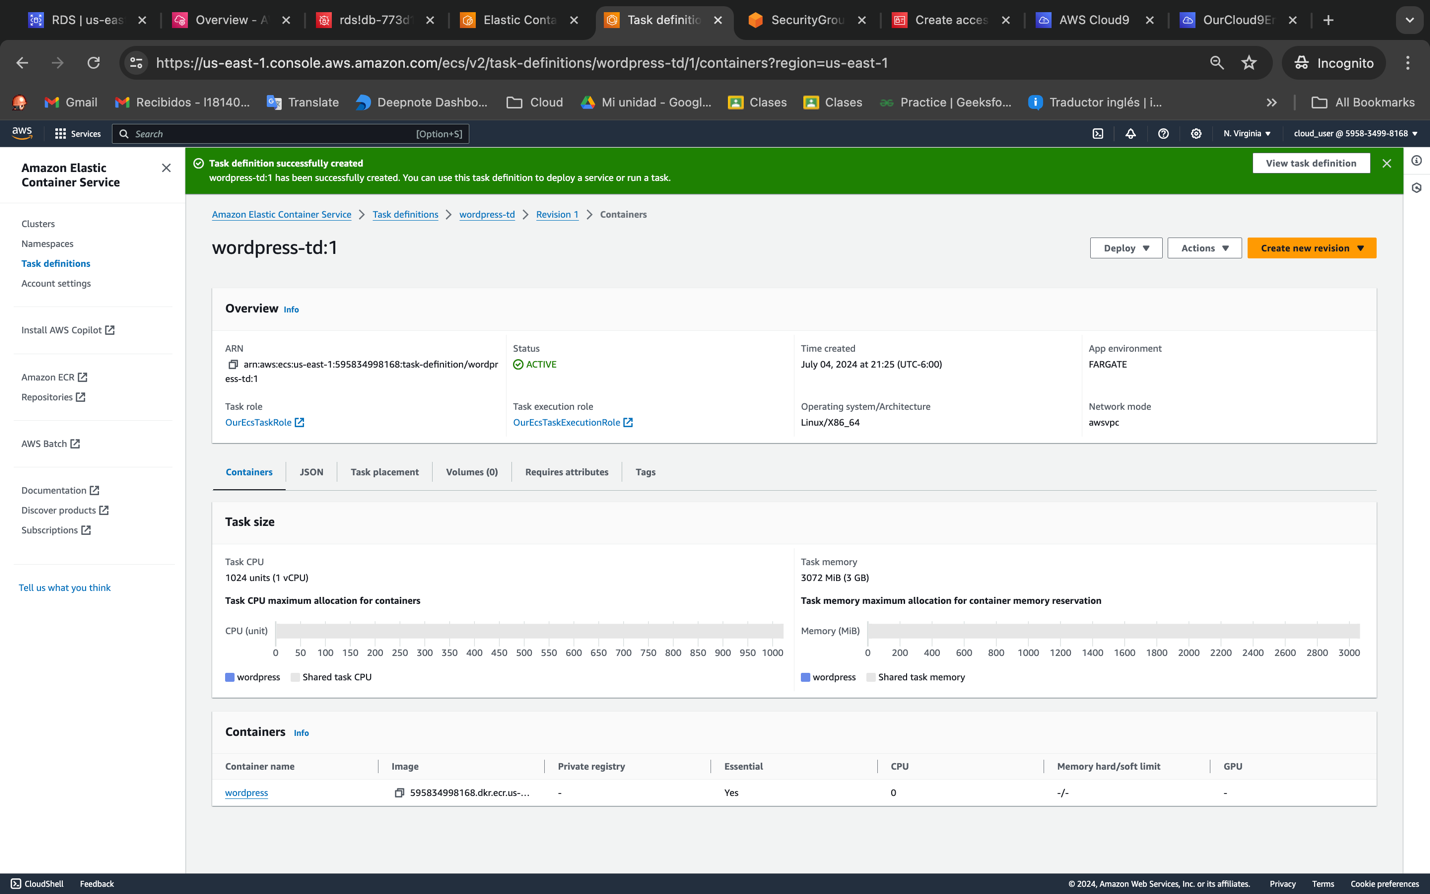 RDS | us-eas
Overview - A
rds!db-773d
Elastic Conta
Task definitio
SecurityGrou
Create acces
AWS Cloud9
OurCloud9En
https://us-east-1.console.aws.amazon.com/ecs/v2/task-definitions/wordpress-td/1/containers?region=us-east-1
Incognito
Gmail
Recibidos - l18140...
Translate
Deepnote Dashbo...
Cloud
Mi unidad - Googl...
Clases
Clases
Practice | Geeksfo...
Traductor inglés | i...
All Bookmarks
aws
Services
Search
[Option+S]
N. Virginia
cloud_user @ 5958-3499-8168
Amazon Elastic
Container Service
Clusters
Namespaces
Task definitions
Account settings
Install AWS Copilot
Amazon ECR
Repositories
AWS Batch
Documentation
Discover products
Subscriptions
Tell us what you think
Task definition successfully created
wordpress-td:1 has been successfully created. You can use this task definition to deploy a service or run a task.
View task definition
Amazon Elastic Container Service
Task definitions
wordpress-td
Revision 1
Containers
wordpress-td:1
Deploy
Actions
Create new revision
Overview Info
ARN
arn:aws:ecs:us-east-1:595834998168:task-definition/wordpr
ess-td:1
Status
ACTIVE
Time created
July 04, 2024 at 21:25 (UTC-6:00)
App environment
FARGATE
Task role
OurEcsTaskRole
Task execution role
OurEcsTaskExecutionRole
Operating system/Architecture
Linux/X86_64
Network mode
awsvpc
Containers
JSON
Task placement
Volumes (0)
Requires attributes
Tags
Task size
Task CPU
1024 units (1 vCPU)
Task CPU maximum allocation for containers
CPU (unit)
0 50 100 150 200 250 300 350 400 450 500 550 600 650 700 750 800 850 900 950 1000
wordpress
Shared task CPU
Task memory
3072 MiB (3 GB)
Task memory maximum allocation for container memory reservation
Memory (MiB)
0 200 400 600 800 1000 1200 1400 1600 1800 2000 2200 2400 2600 2800 3000
wordpress
Shared task memory
Containers Info
Container name
Image
Private registry
Essential
CPU
Memory hard/soft limit
GPU
wordpress
595834998168.dkr.ecr.us-...
-
Yes
0
-/-
-
CloudShell
Feedback
© 2024, Amazon Web Services, Inc. or its affiliates.
Privacy
Terms
Cookie preferences